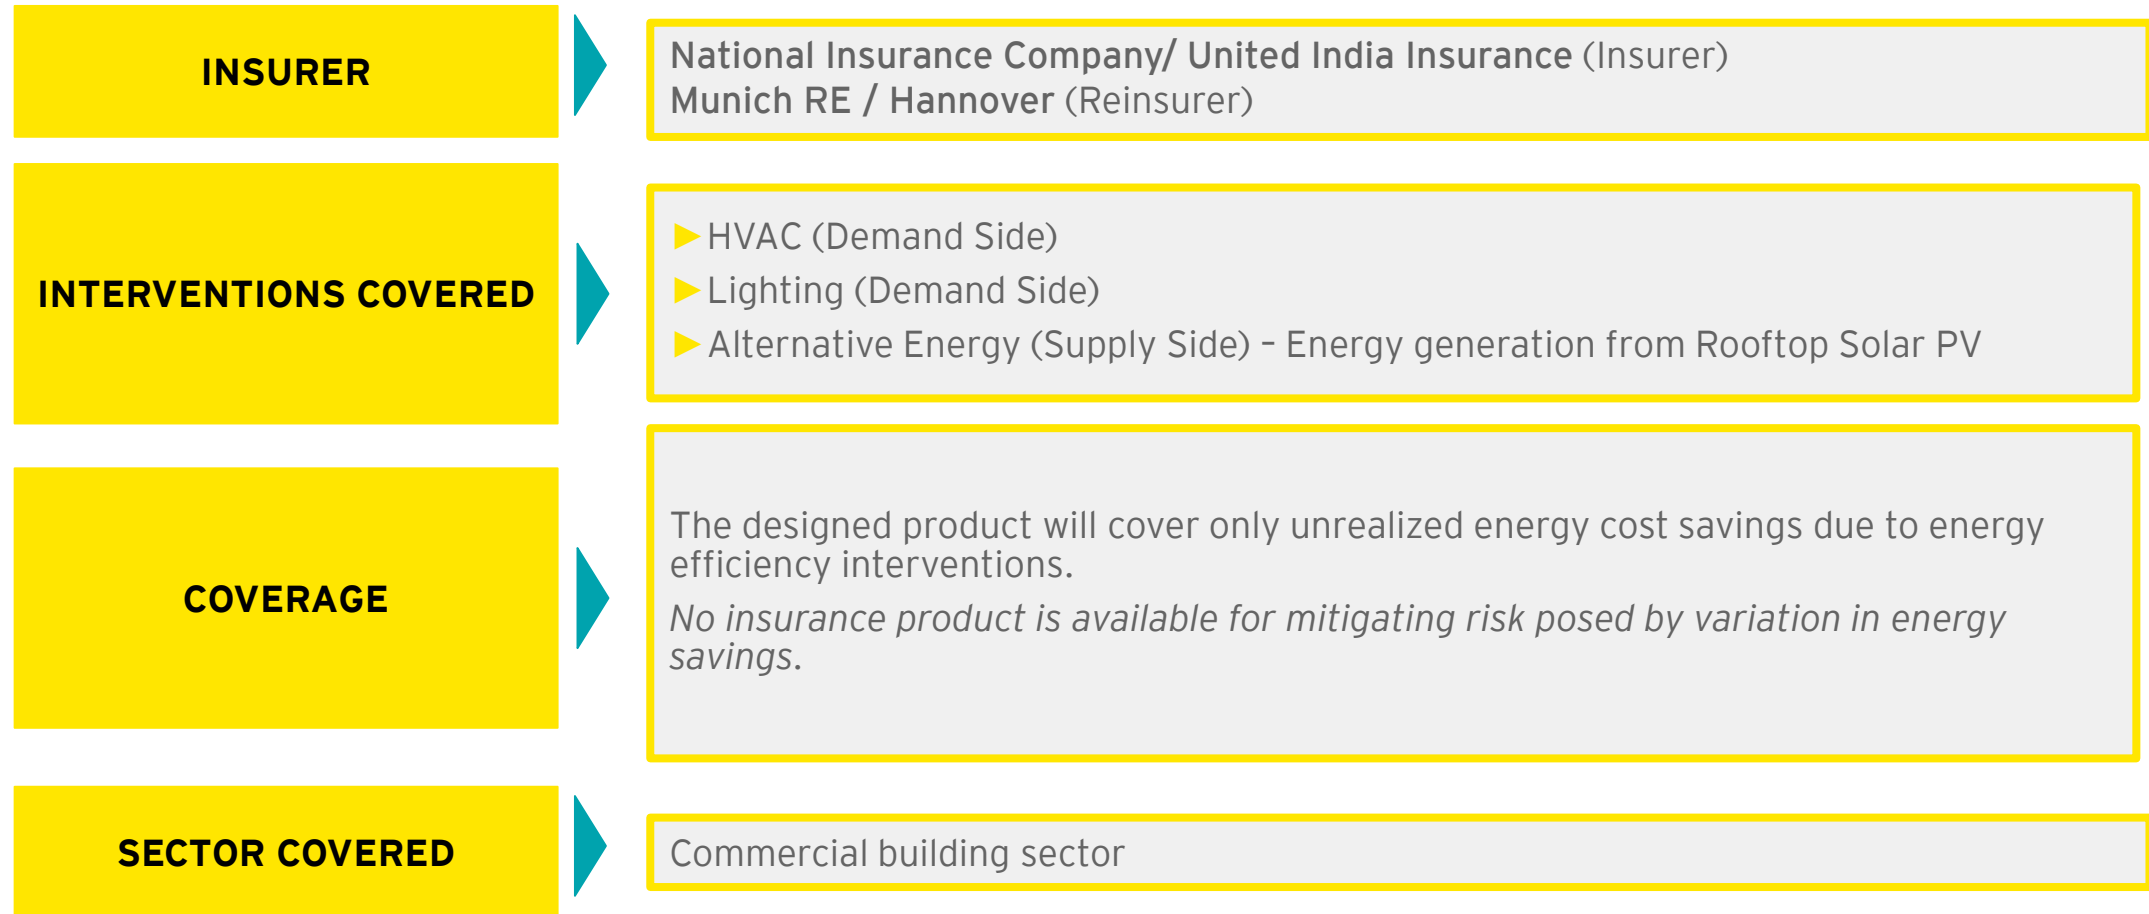 INSURER
National Insurance Company/ United India Insurance (Insurer)
Munich RE / Hannover (Reinsurer)
INTERVENTIONS COVERED
►HVAC (Demand Side)
►Lighting (Demand Side)
►Alternative Energy (Supply Side) – Energy generation from Rooftop Solar PV
COVERAGE
The designed product will cover only unrealized energy cost savings due to energy
efficiency interventions.
No insurance product is available for mitigating risk posed by variation in energy
savings.
SECTOR COVERED
Commercial building sector